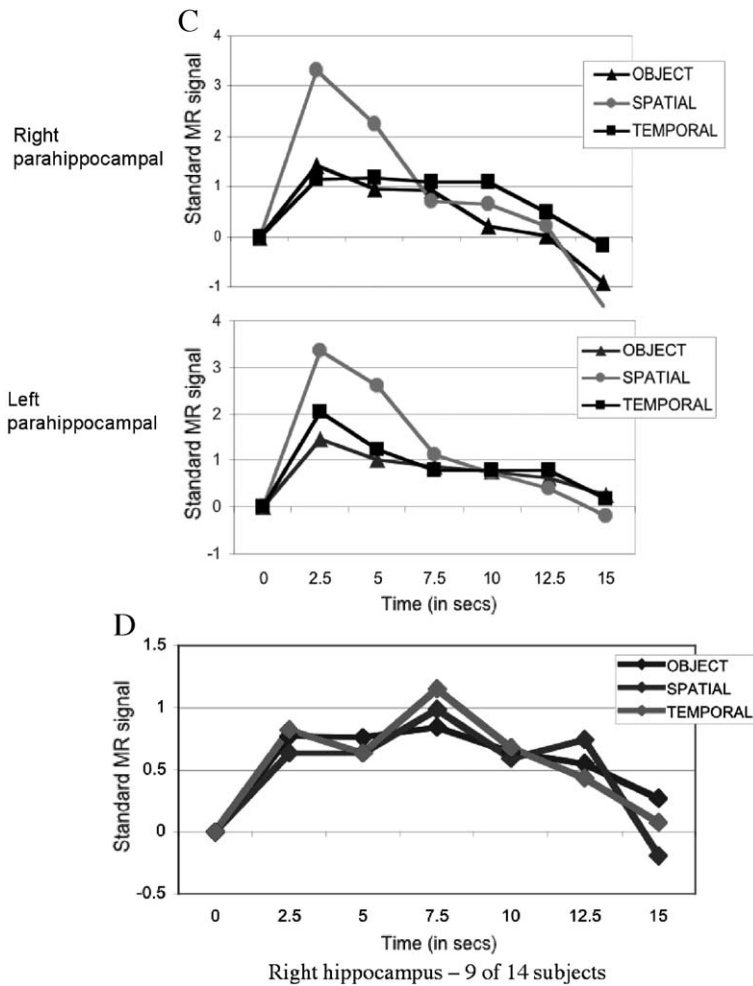 C
Right
parahippocampal
Standard MR signal
4
3
2
1
0
-1
OBJECT
SPATIAL
TEMPORAL
Left
parahippocampal
Standard MR signal
4
3
2
1
0
-1
OBJECT
SPATIAL
TEMPORAL
0 2.5 5 7.5 10 12.5 15
Time (in secs)
D
Standard MR signal
1.5
1
0.5
0
-0.5
OBJECT
SPATIAL
TEMPORAL
0 2.5 5 7.5 10 12.5 15
Time (in secs)
Right hippocampus – 9 of 14 subjects